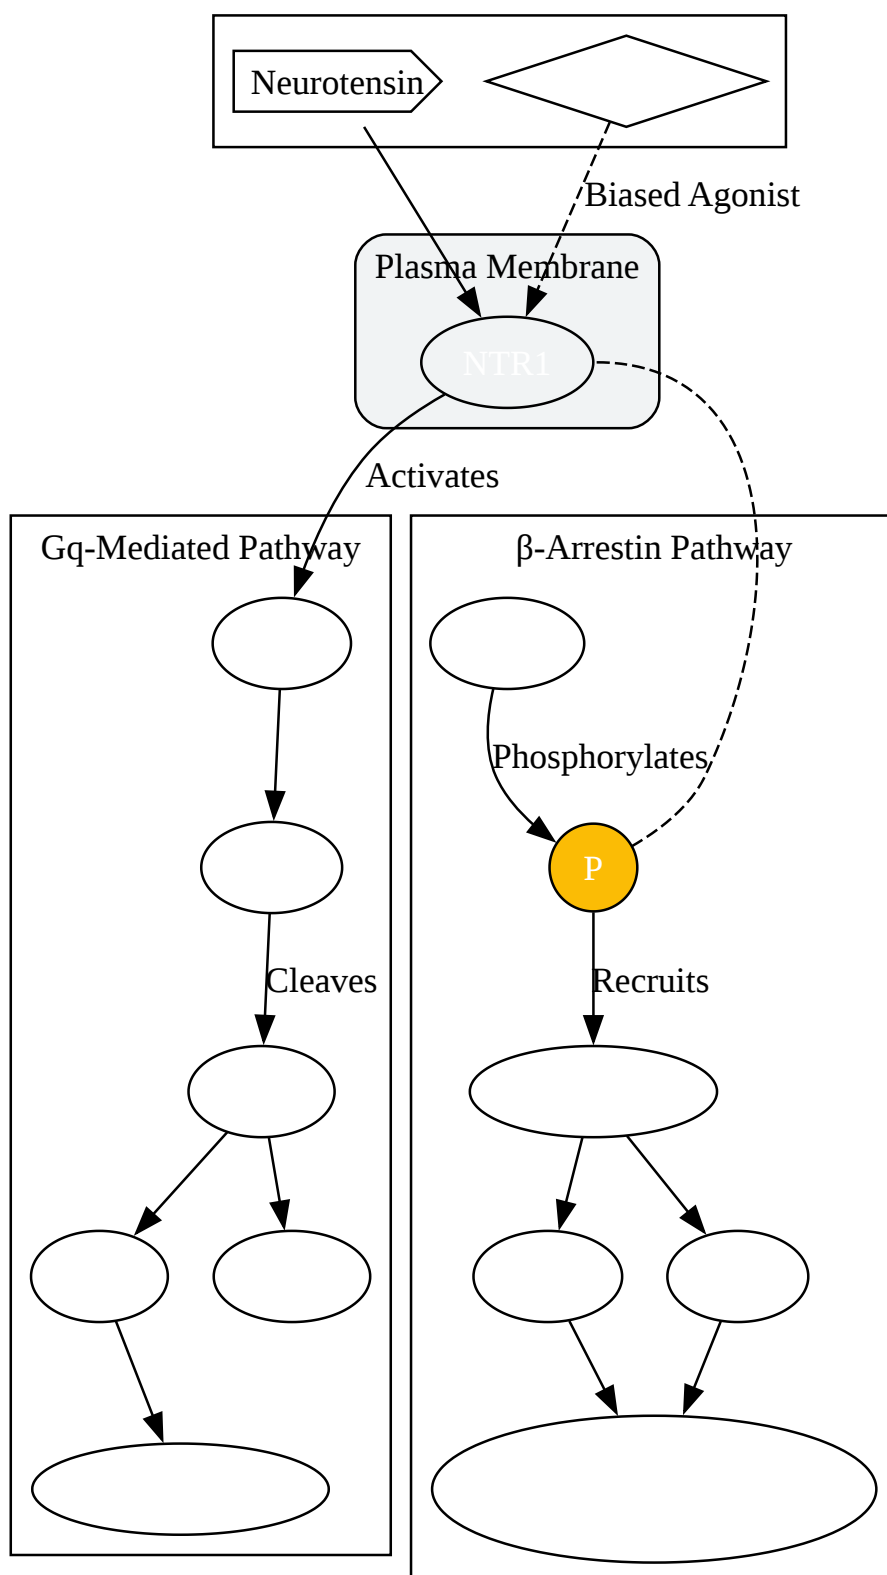 Neurotensin
Biased Agonist
Plasma Membrane
NTR1
Activates
Gq-Mediated Pathway
β-Arrestin Pathway
Phosphorylates
P
Cleaves
Recruits